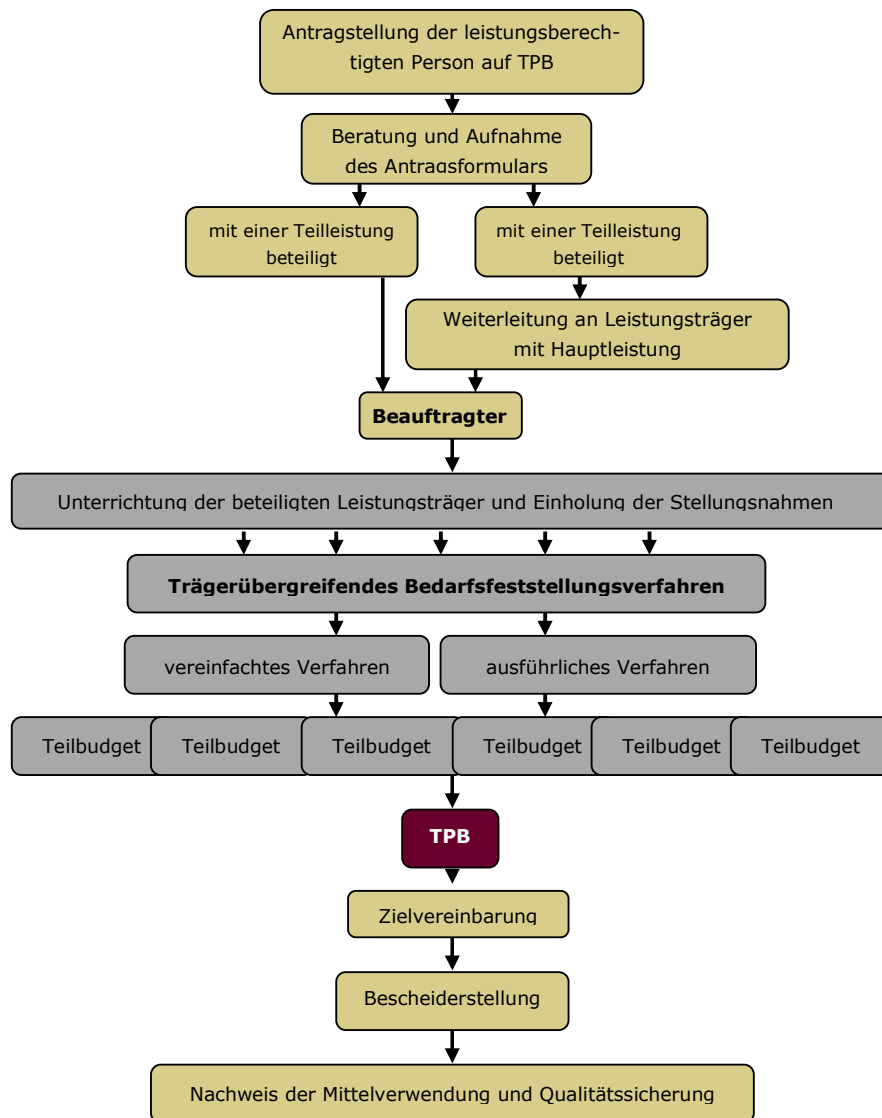 Antragstellung der leistungsberech-
tigten Person auf TPB
Beratung und Aufnahme
des Antragsformulars
mit einer Teilleistung
beteiligt
mit einer Teilleistung
beteiligt
Weiterleitung an Leistungsträger
mit Hauptleistung
Beauftragter
Unterrichtung der beteiligten Leistungsträger und Einholung der Stellungsnahmen
Trägerübergreifendes Bedarfsfeststellungsverfahren
vereinfachtes Verfahren
ausführliches Verfahren
Teilbudget Teilbudget Teilbudget Teilbudget Teilbudget Teilbudget
TPB
Zielvereinbarung
Bescheiderstellung
Nachweis der Mittelverwendung und Qualitätssicherung